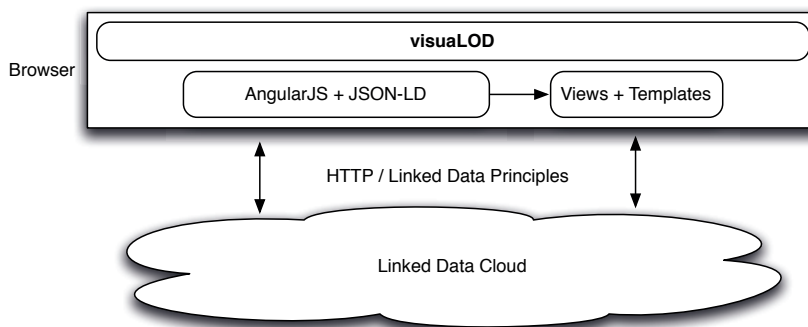 visuaLOD
Browser
AngularJS + JSON-LD
Views + Templates
HTTP / Linked Data Principles
Linked Data Cloud